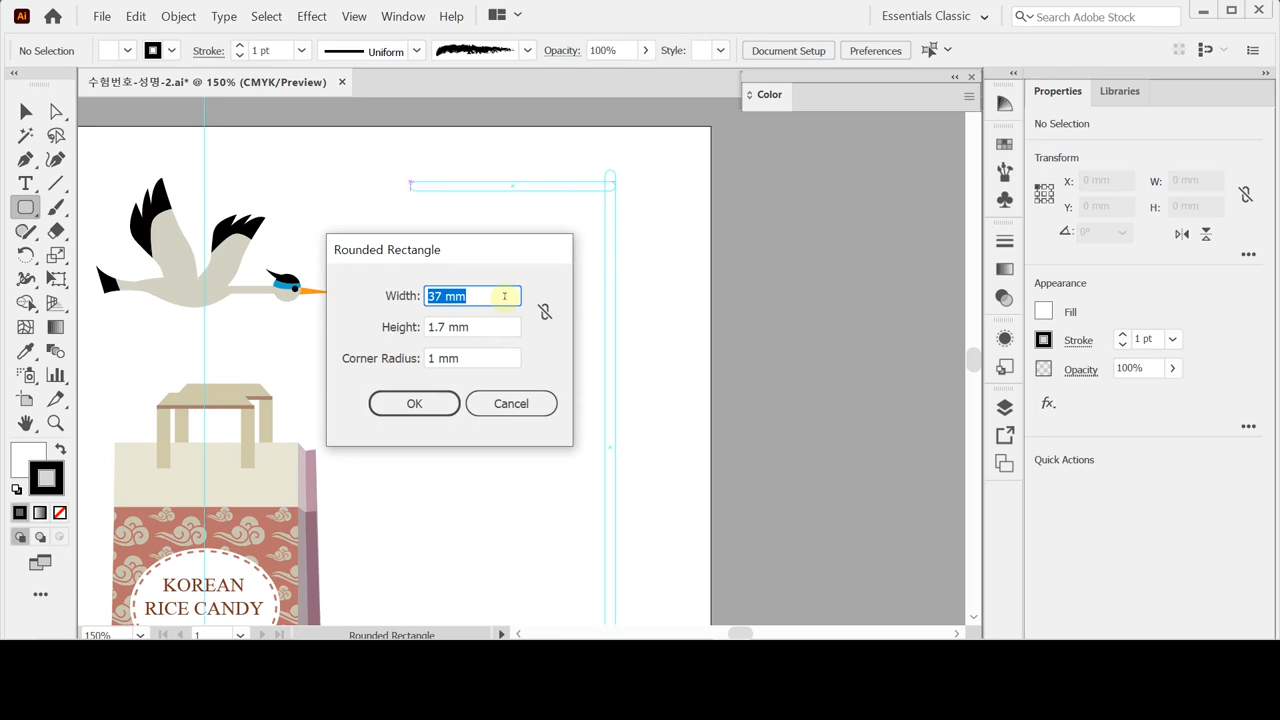 Ai File Edit Object Type Select Effect View Window Help Essentials Classic Search Adobe Stock
No Selection Stroke: 1 pt Uniform Opacity: 100% Style: Document Setup Preferences
수험번호-성명-2.ai* @ 150% (CMYK/Preview)
Color
Properties Libraries
No Selection
Transform
X: 0 mm W: 0 mm
Y: 0 mm H: 0 mm
0°
Appearance
Fill
Stroke 1 pt
Opacity 100%
fx.
Quick Actions
Rounded Rectangle
Width: 37 mm
Height: 1.7 mm
Corner Radius: 1 mm
OK Cancel
KOREAN
RICE CANDY
150% 1 Rounded Rectangle